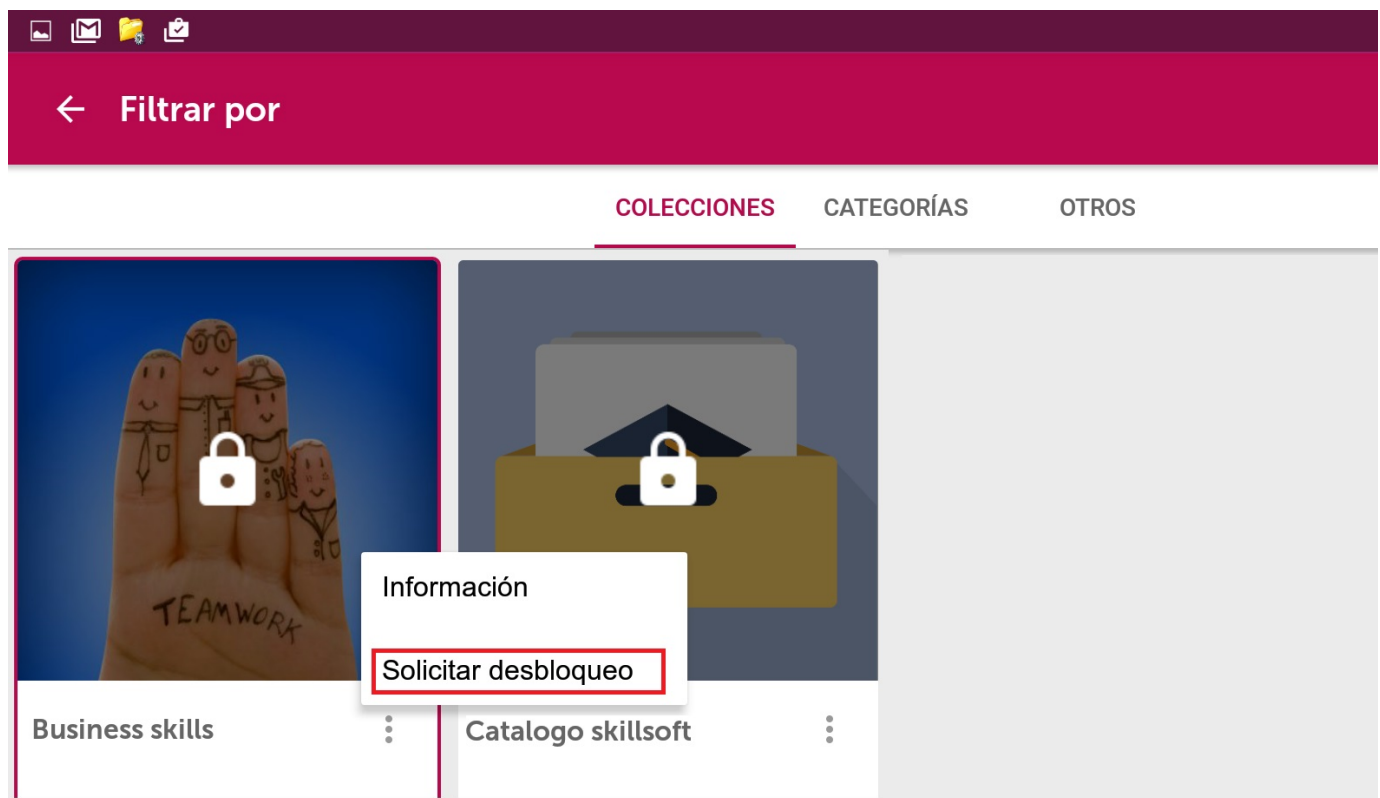 Filtrar por
COLECCIONES CATEGORÍAS OTROS
TEAMWORK
Información
Solicitar desbloqueo
Business skills
Catalogo skillsoft